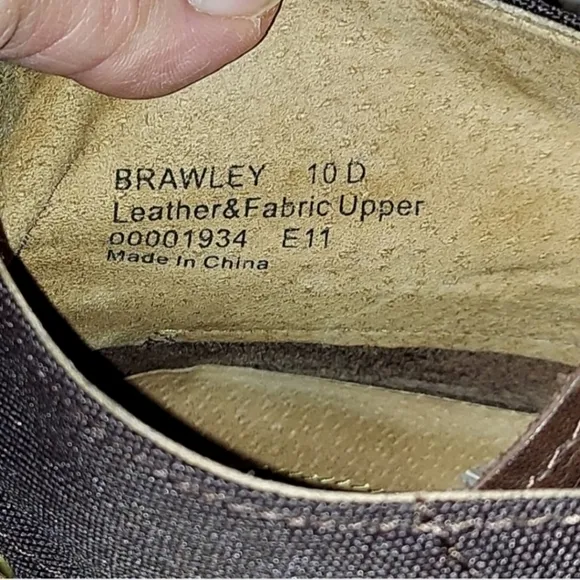 BRAWLEY 10 D
Leather&Fabric Upper
00001934 E11
Made In China